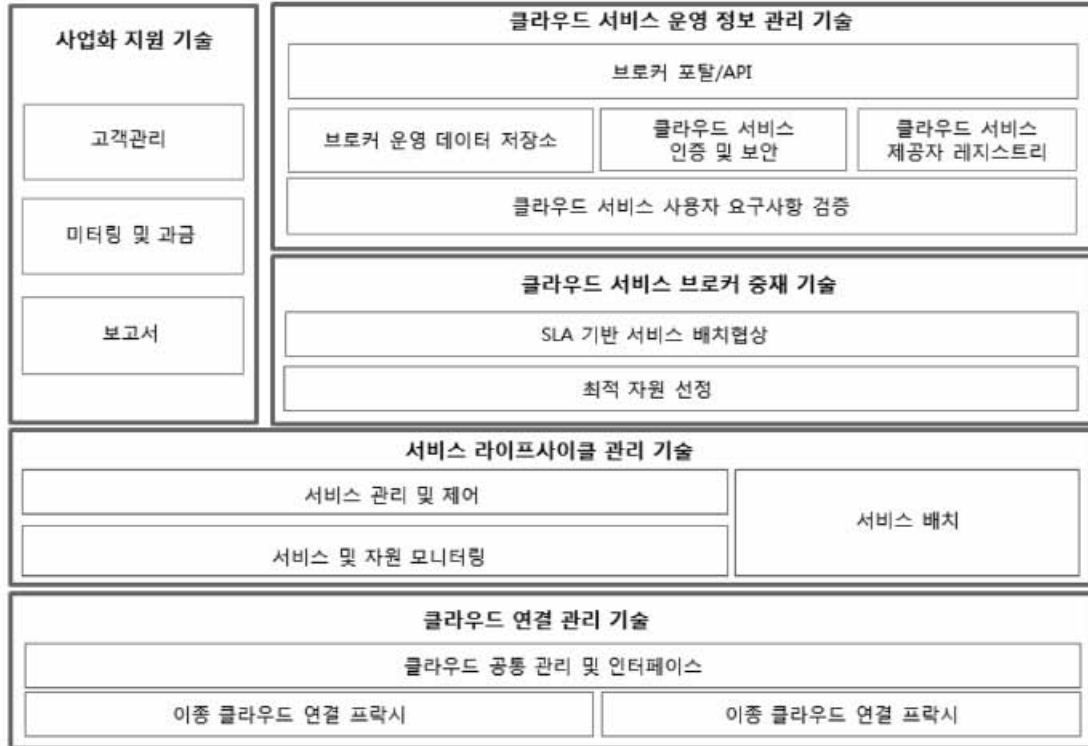 사업화 지원 기술
고객관리
미터링 및 과금
보고서
클라우드 서비스 운영 정보 관리 기술
브로커 포탈/API
브로커 운영 데이터 저장소
클라우드 서비스
인증 및 보안
클라우드 서비스
제공자 레지스트리
클라우드 서비스 사용자 요구사항 검증
클라우드 서비스 브로커 중재 기술
SLA 기반 서비스 배치협상
최적 자원 선정
서비스 라이프사이클 관리 기술
서비스 관리 및 제어
서비스 및 자원 모니터링
서비스 배치
클라우드 연결 관리 기술
클라우드 공통 관리 및 인터페이스
이종 클라우드 연결 프락시
이종 클라우드 연결 프락시